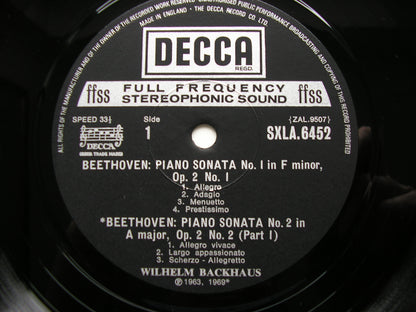 ALL RIGHTS OF THE MANUFACTURER AND OF THE OWNER OF THE RECORDED WORK RESERVED UNAUTHORISED PUBLIC PERFORMANCE BROADCASTING AND COPYING OF THIS RECORD PROHIBITED
MADE IN ENGLAND · THE DECCA RECORD CO LTD.
DECCA
REGD.
ffss FULL FREQUENCY STEREOPHONIC SOUND ffss
SPEED 33⅓ Side (ZAL.9507)
1 SXLA.6452
DECCA
TRADE MARKS
BEETHOVEN: PIANO SONATA No. 1 in F minor,
Op. 2 No. 1
1. Allegro
2. Adagio
3. Menuetto
4. Prestissimo
*BEETHOVEN: PIANO SONATA No. 2 in
A major, Op. 2 No. 2 (Part 1)
1. Allegro vivace
2. Largo appassionato
3. Scherzo - Allegretto
WILHELM BACKHAUS
℗ 1963, 1969*